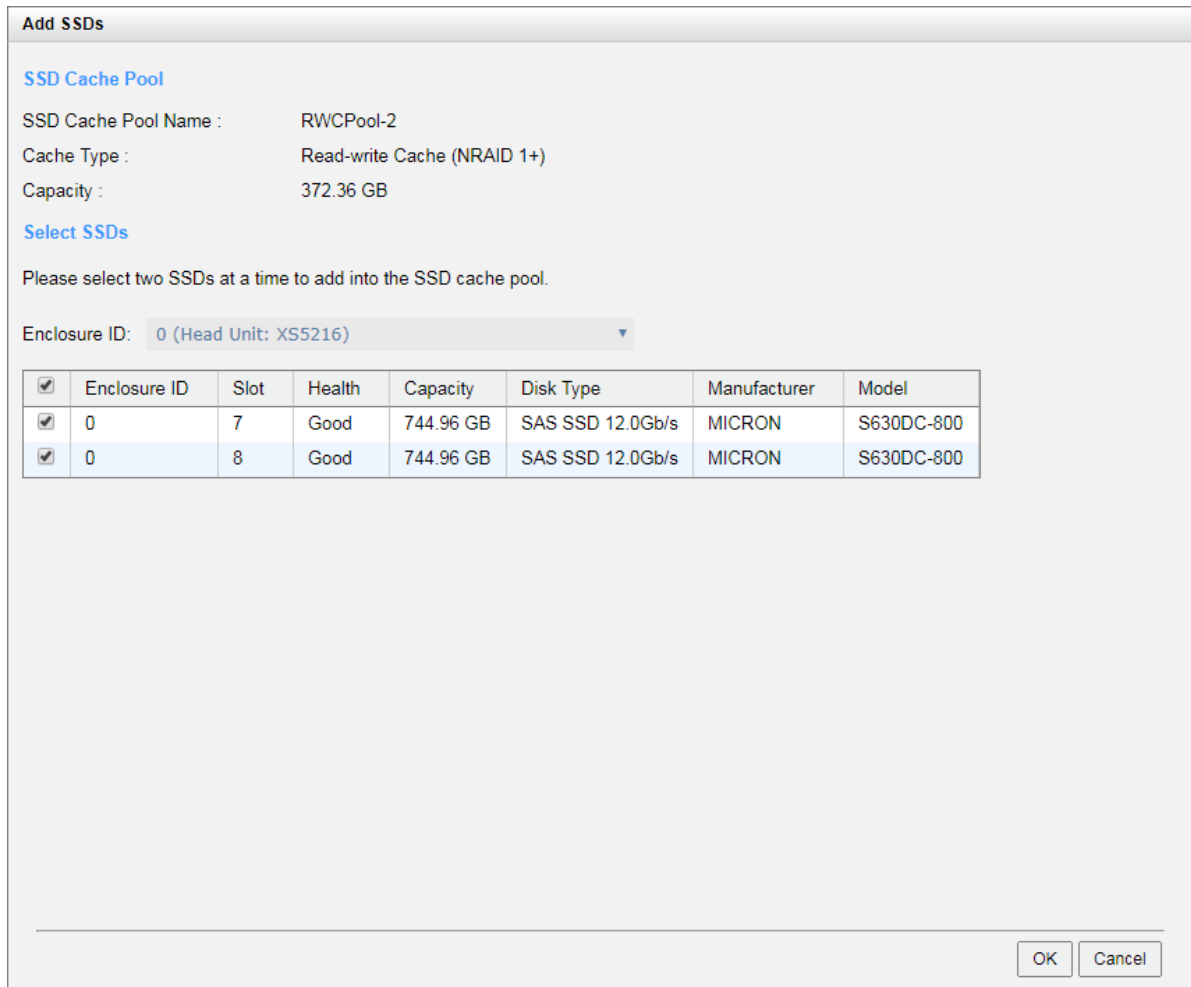 Add SSDs
SSD Cache Pool
SSD Cache Pool Name : RWCPool-2
Cache Type : Read-write Cache (NRAID 1+)
Capacity : 372.36 GB
Select SSDs
Please select two SSDs at a time to add into the SSD cache pool.
Enclosure ID: 0 (Head Unit: XS5216)
Enclosure ID Slot Health Capacity Disk Type Manufacturer Model
0 7 Good 744.96 GB SAS SSD 12.0Gb/s MICRON S630DC-800
0 8 Good 744.96 GB SAS SSD 12.0Gb/s MICRON S630DC-800
OK Cancel